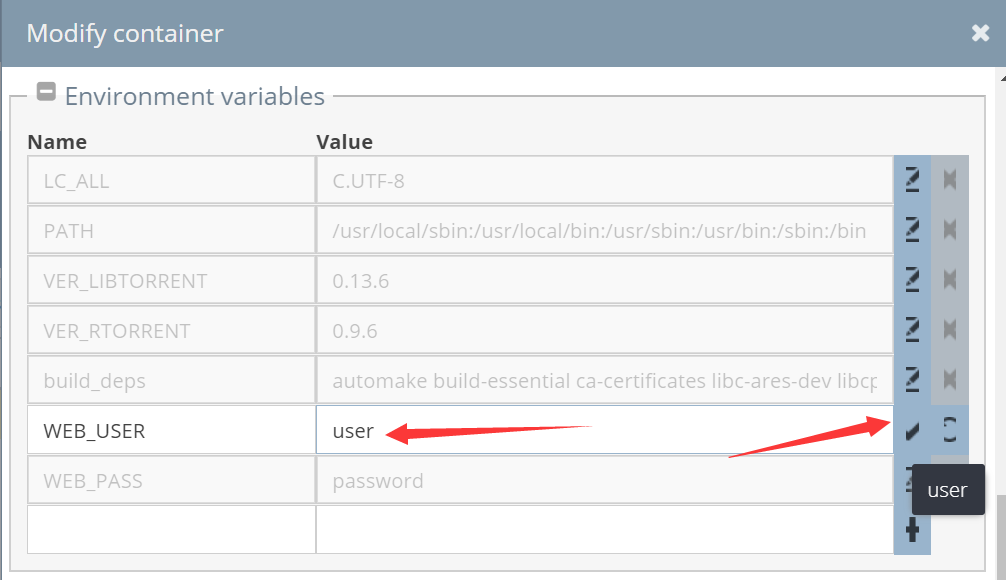 Modify container
Environment variables
Name Value
LC_ALL C.UTF-8
PATH /usr/local/sbin:/usr/local/bin:/usr/sbin:/usr/bin:/sbin:/bin
VER_LIBTORRENT 0.13.6
VER_RTORRENT 0.9.6
build_deps automake build-essential ca-certificates libc-ares-dev libcp
WEB_USER user
WEB_PASS password
user